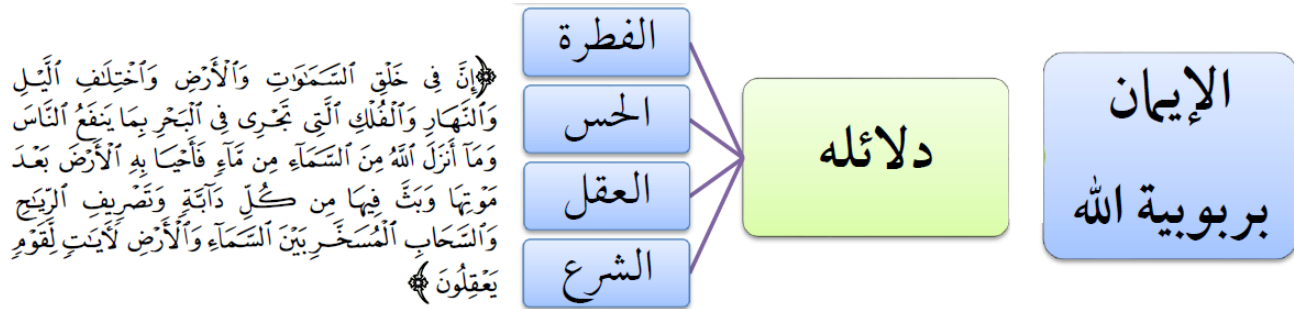 الإيمان
بربوبية الله
دلائله
الفطرة
الحس
العقل
الشرع
﴿إِنَّ فِى خَلْقِ ٱلسَّمَـٰوَٰتِ وَٱلْأَرْضِ وَٱخْتِلَـٰفِ ٱلَّيْلِ
وَٱلنَّهَارِ وَٱلْفُلْكِ ٱلَّتِى تَجْرِى فِى ٱلْبَحْرِ بِمَا يَنفَعُ ٱلنَّاسَ
وَمَآ أَنزَلَ ٱللَّهُ مِنَ ٱلسَّمَآءِ مِن مَّآءٍ فَأَحْيَا بِهِ ٱلْأَرْضَ بَعْدَ
مَوْتِهَا وَبَثَّ فِيهَا مِن كُلِّ دَآبَّةٍ وَتَصْرِيفِ ٱلرِّيَـٰحِ
وَٱلسَّحَابِ ٱلْمُسَخَّرِ بَيْنَ ٱلسَّمَآءِ وَٱلْأَرْضِ لَـَٔايَـٰتٍ لِّقَوْمٍ
يَعْقِلُونَ﴾